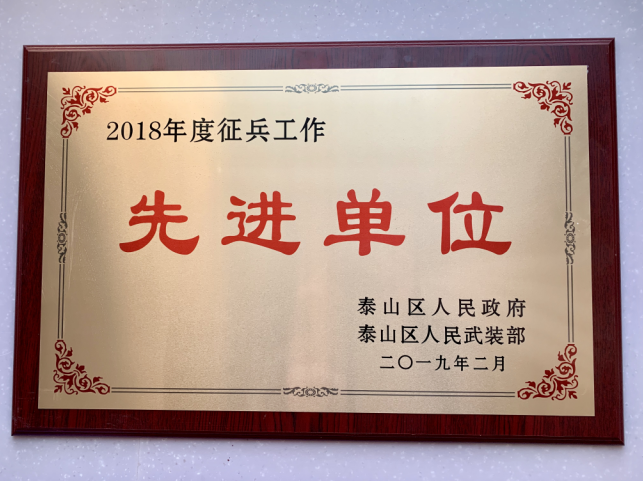 2018年度征兵工作
先进单位
泰山区人民政府
泰山区人民武装部
二〇一九年二月